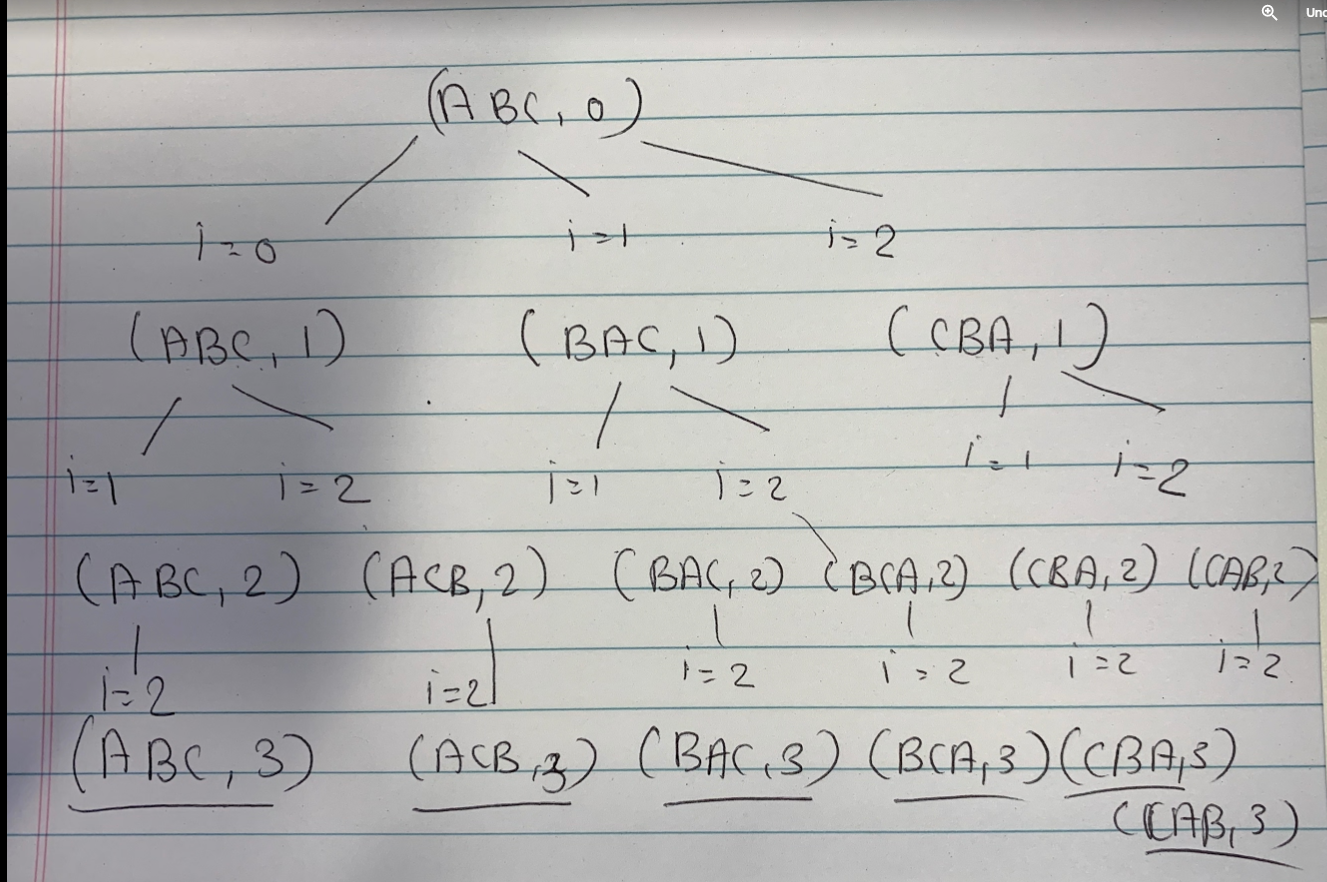 Und
(ABC, 0)
i=0 i=1 i=2
(ABC, 1) (BAC, 1) (CBA, 1)
i=1 i=2 i=1 i=2 i=1 i=2
(ABC, 2) (ACB, 2) (BAC, 2) (BCA, 2) (CBA, 2) (CAB, 2)
i=2 i=2 i=2 i=2 i=2 i=2
(ABC, 3) (ACB, 3) (BAC, 3) (BCA, 3) (CBA, 3)
(CAB, 3)